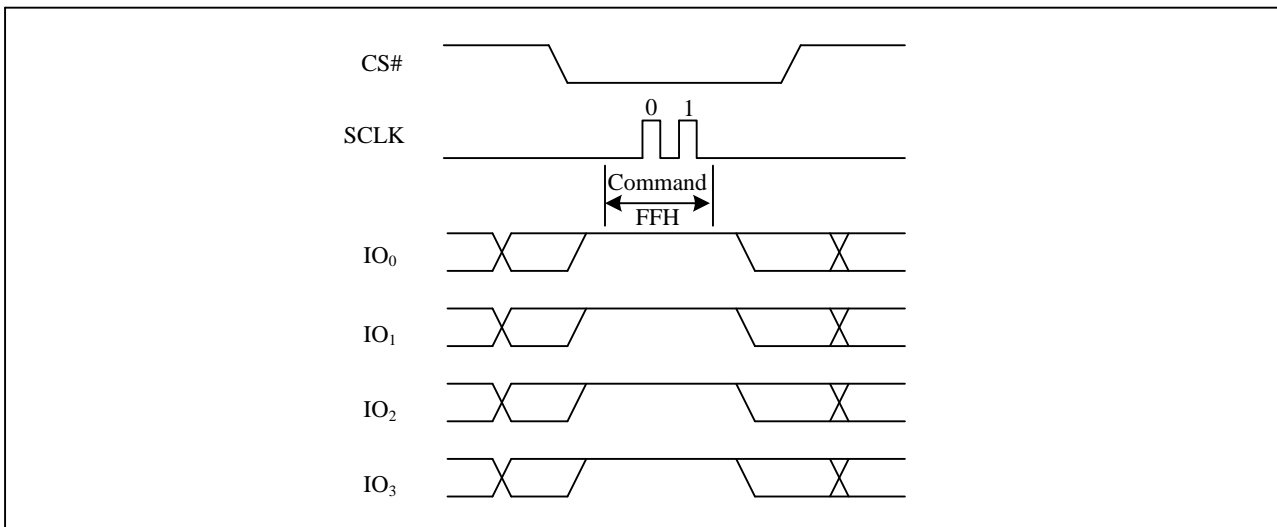 CS#
0 1
SCLK
Command
FFH
IO₀
IO₁
IO₂
IO₃